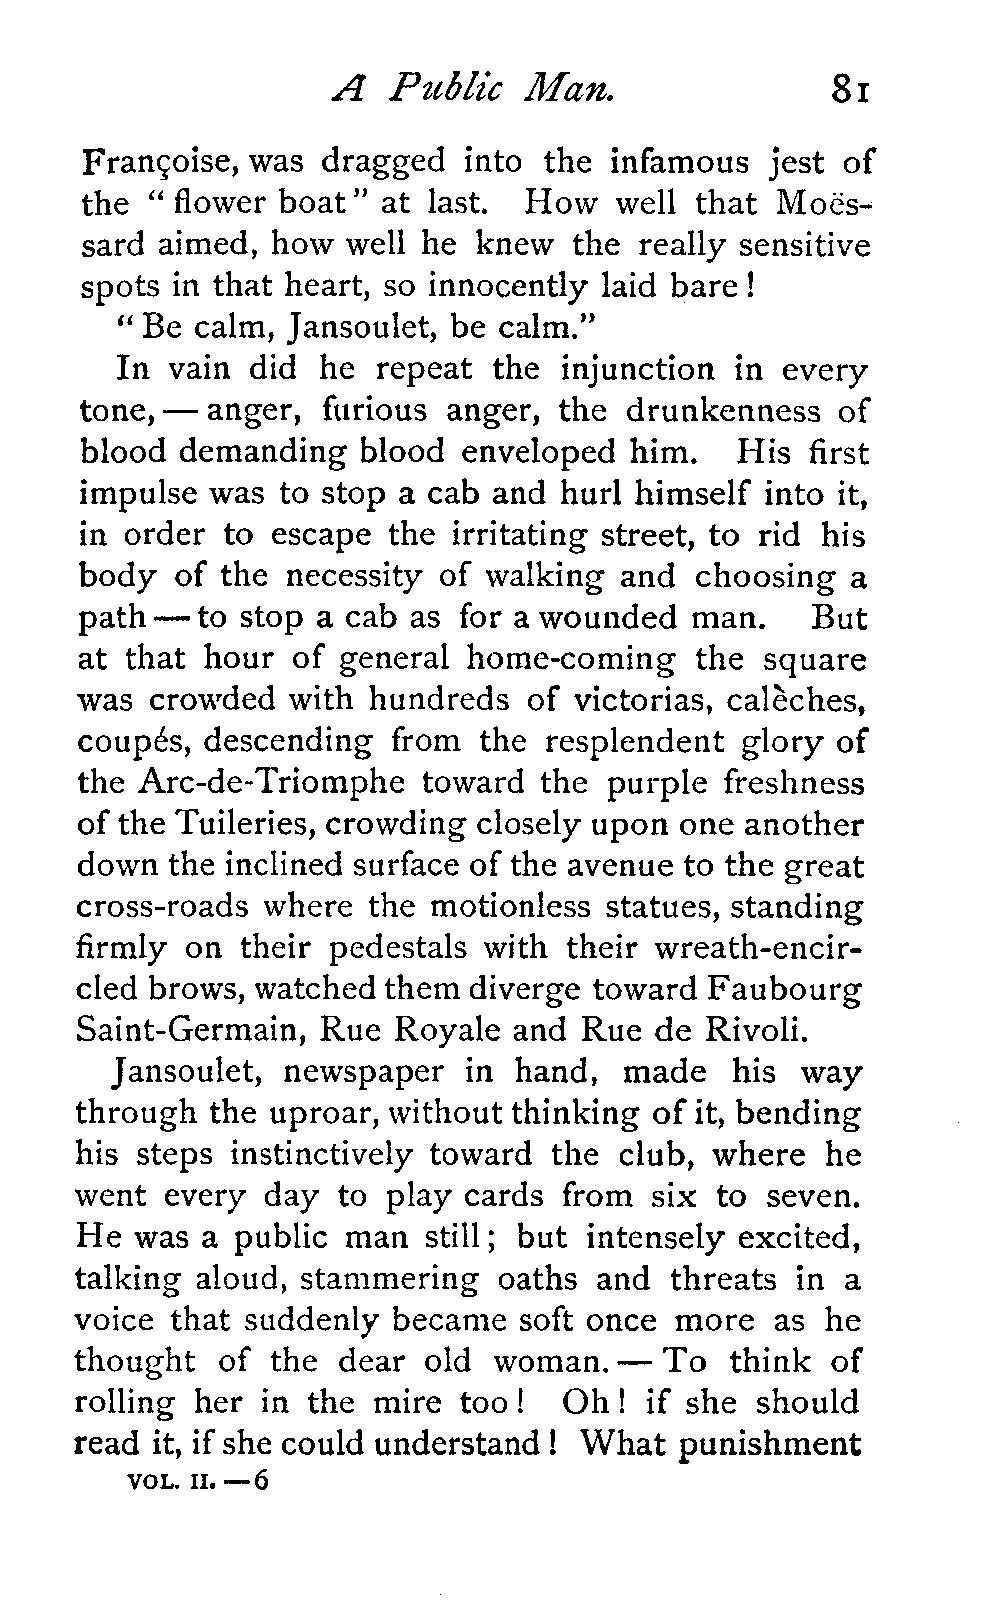 A Public Man. 81
Françoise, was dragged into the infamous jest of
the “ flower boat” at last. How well that Moës-
sard aimed, how well he knew the really sensitive
spots in that heart, so innocently laid bare !
“ Be calm, Jansoulet, be calm.”
In vain did he repeat the injunction in every
tone, — anger, furious anger, the drunkenness of
blood demanding blood enveloped him. His first
impulse was to stop a cab and hurl himself into it,
in order to escape the irritating street, to rid his
body of the necessity of walking and choosing a
path — to stop a cab as for a wounded man. But
at that hour of general home-coming the square
was crowded with hundreds of victorias, calèches,
coupés, descending from the resplendent glory of
the Arc-de-Triomphe toward the purple freshness
of the Tuileries, crowding closely upon one another
down the inclined surface of the avenue to the great
cross-roads where the motionless statues, standing
firmly on their pedestals with their wreath-encir-
cled brows, watched them diverge toward Faubourg
Saint-Germain, Rue Royale and Rue de Rivoli.
Jansoulet, newspaper in hand, made his way
through the uproar, without thinking of it, bending
his steps instinctively toward the club, where he
went every day to play cards from six to seven.
He was a public man still ; but intensely excited,
talking aloud, stammering oaths and threats in a
voice that suddenly became soft once more as he
thought of the dear old woman. — To think of
rolling her in the mire too ! Oh ! if she should
read it, if she could understand ! What punishment
VOL. II. — 6